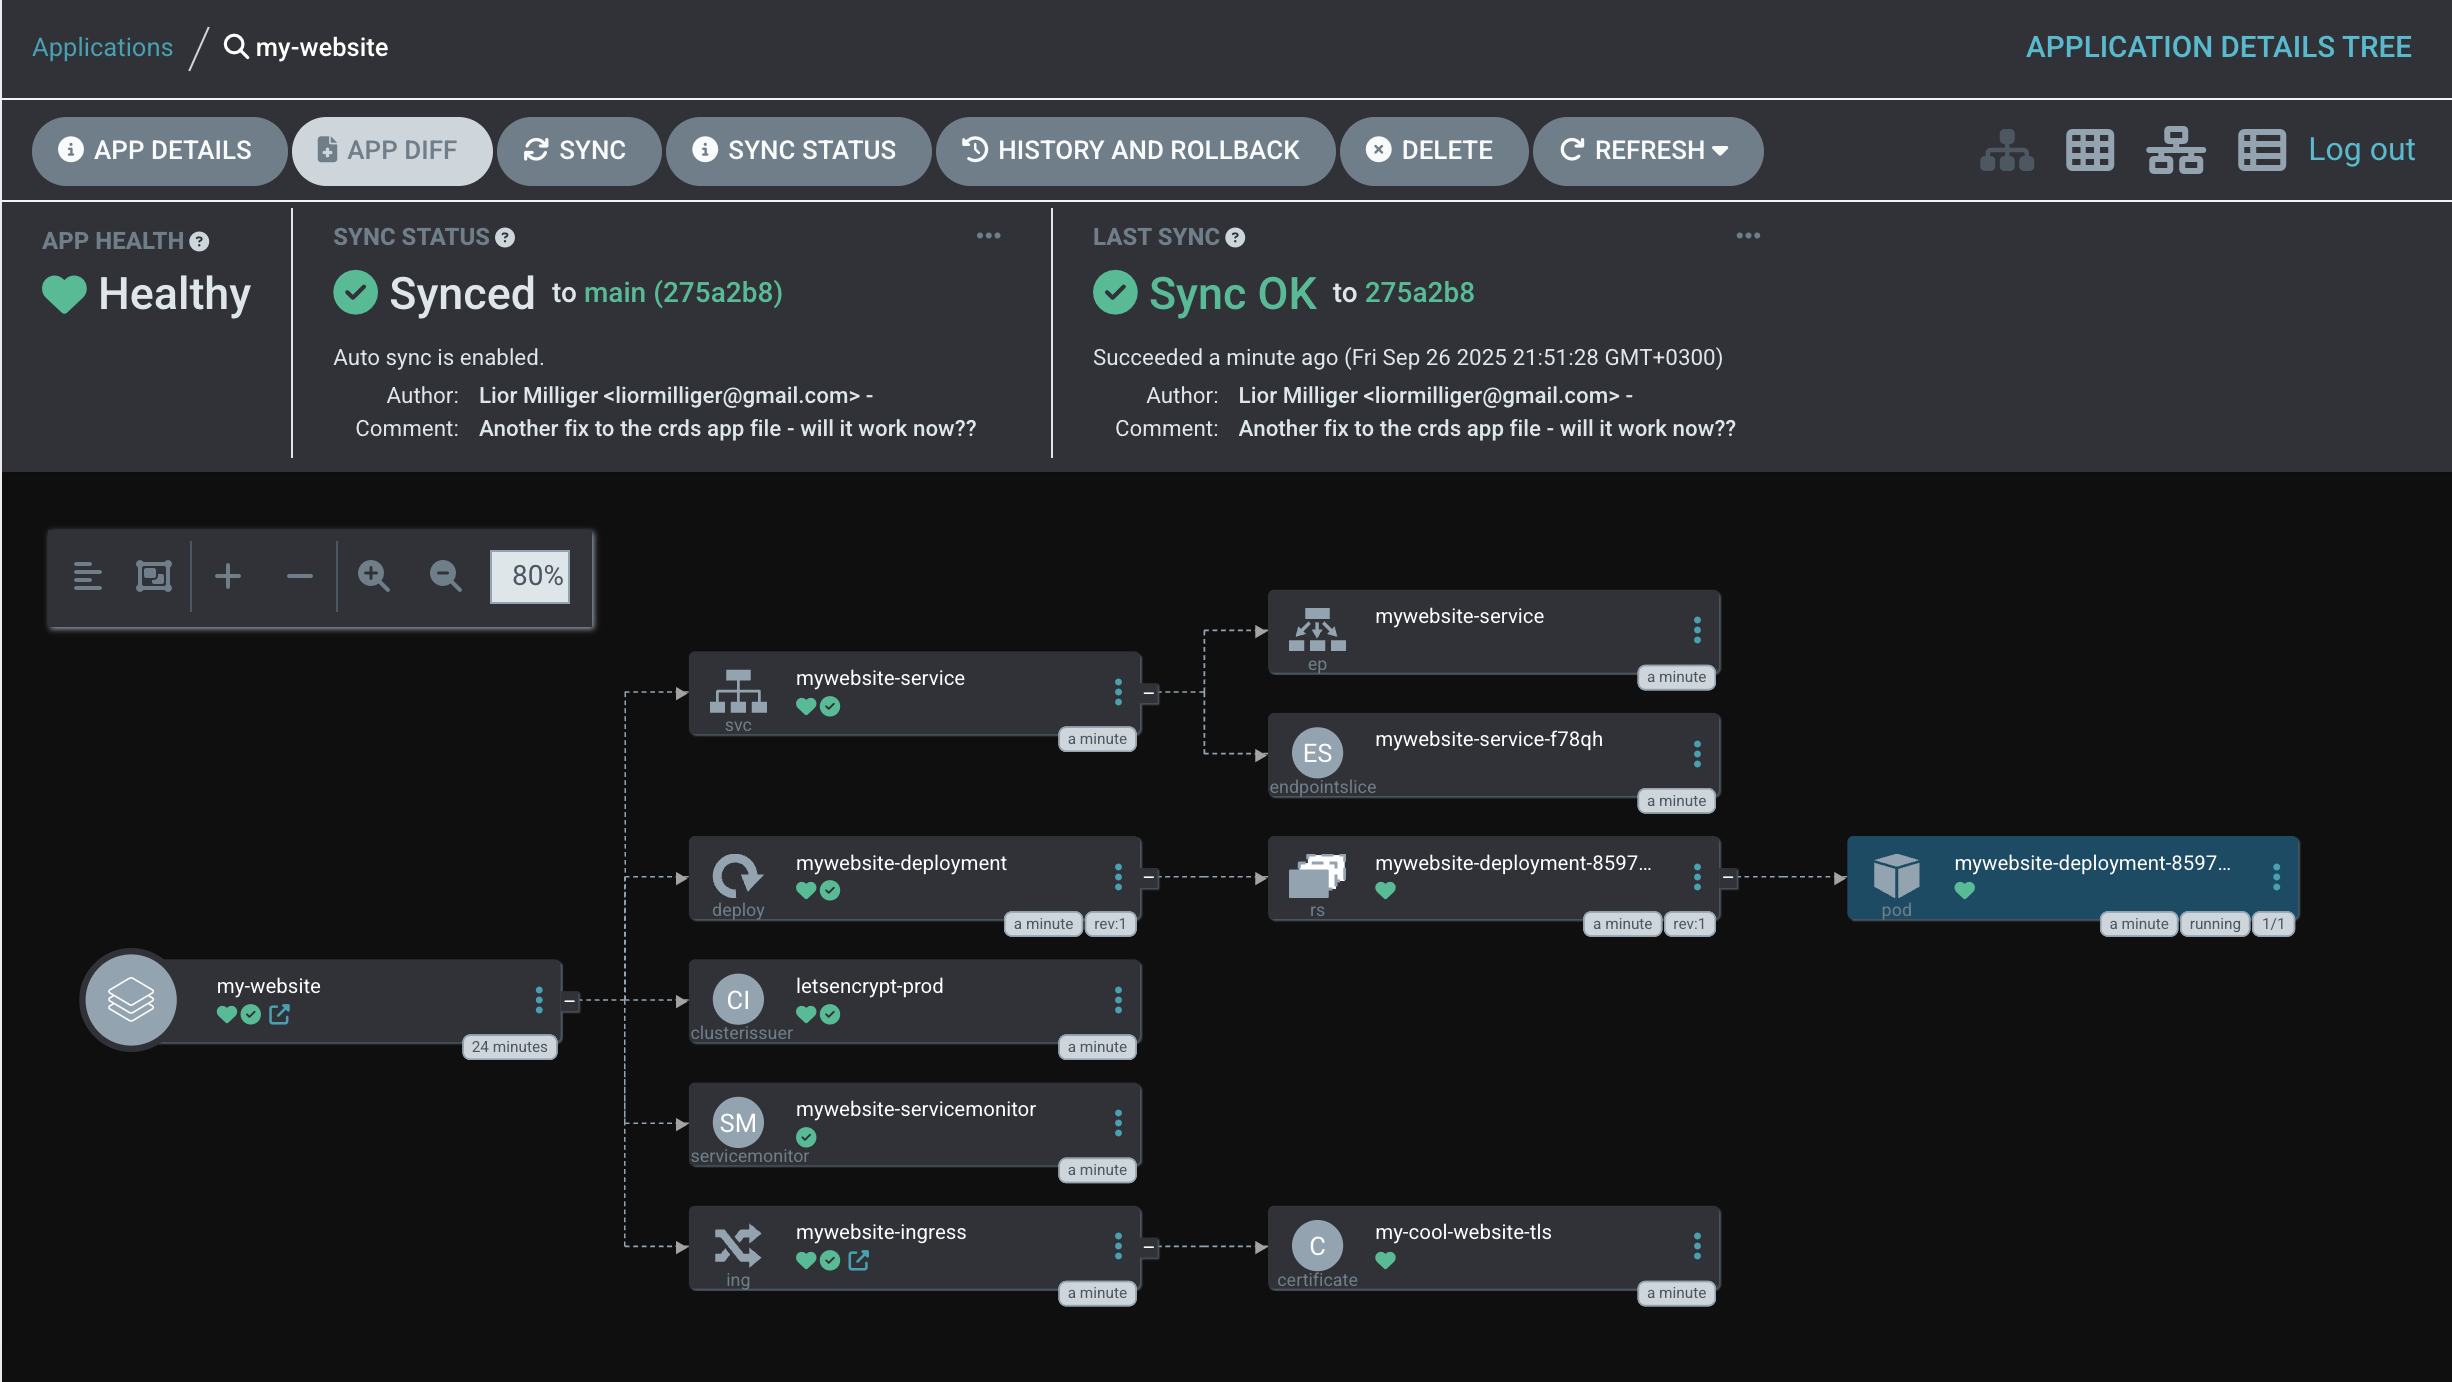 Applications / my-website
APPLICATION DETAILS TREE
APP DETAILS
APP DIFF
SYNC
SYNC STATUS
HISTORY AND ROLLBACK
DELETE
REFRESH
Log out
APP HEALTH ?
Healthy
SYNC STATUS ?
Synced to main (275a2b8)
Auto sync is enabled.
Author: Lior Milliger <liormilliger@gmail.com> -
Comment: Another fix to the crds app file - will it work now??
LAST SYNC ?
Sync OK to 275a2b8
Succeeded a minute ago (Fri Sep 26 2025 21:51:28 GMT+0300)
Author: Lior Milliger <liormilliger@gmail.com> -
Comment: Another fix to the crds app file - will it work now??
80%
my-website
24 minutes
mywebsite-service
svc
a minute
mywebsite-service
ep
a minute
ES
mywebsite-service-f78qh
endpointslice
a minute
mywebsite-deployment
deploy
a minute
rev:1
mywebsite-deployment-8597...
rs
a minute
rev:1
mywebsite-deployment-8597...
pod
a minute
running
1/1
CI
letsencrypt-prod
clusterissuer
a minute
SM
mywebsite-servicemonitor
servicemonitor
a minute
mywebsite-ingress
ing
a minute
C
my-cool-website-tls
certificate
a minute